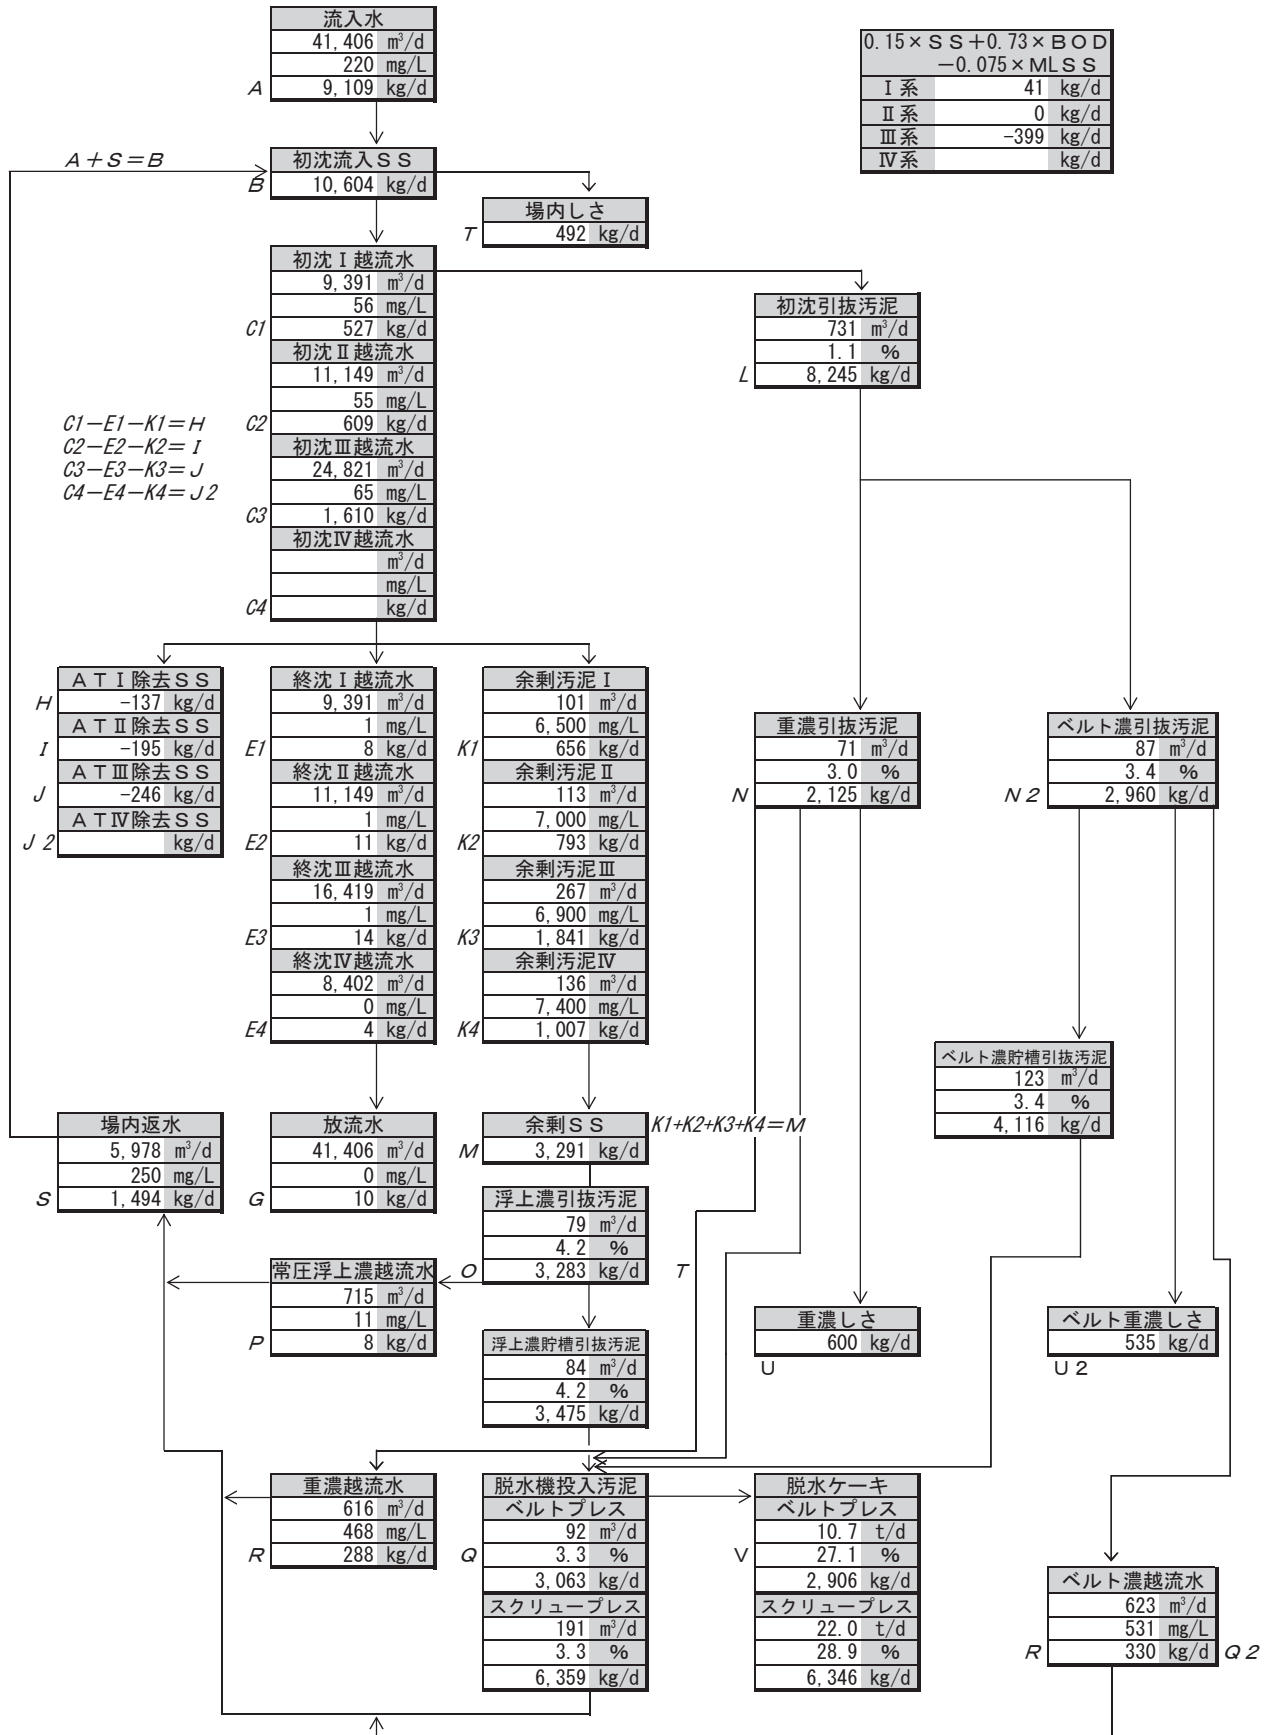 流入水
41,406 m³/d
220 mg/L
A 9,109 kg/d
0.15×SS+0.73×BOD
−0.075×MLSS
Ⅰ系 41 kg/d
Ⅱ系 0 kg/d
Ⅲ系 -399 kg/d
Ⅳ系 kg/d
A+S=B
初沈流入SS
B 10,604 kg/d
場内しさ
T 492 kg/d
初沈Ⅰ越流水
9,391 m³/d
56 mg/L
C1 527 kg/d
初沈Ⅱ越流水
11,149 m³/d
55 mg/L
C2 609 kg/d
初沈Ⅲ越流水
24,821 m³/d
65 mg/L
C3 1,610 kg/d
初沈Ⅳ越流水
m³/d
mg/L
C4 kg/d
C1−E1−K1=H
C2−E2−K2=I
C3−E3−K3=J
C4−E4−K4=J2
初沈引抜汚泥
731 m³/d
1.1 %
L 8,245 kg/d
ATⅠ除去SS
H -137 kg/d
ATⅡ除去SS
I -195 kg/d
ATⅢ除去SS
J -246 kg/d
ATⅣ除去SS
J2 kg/d
終沈Ⅰ越流水
9,391 m³/d
1 mg/L
E1 8 kg/d
終沈Ⅱ越流水
11,149 m³/d
1 mg/L
E2 11 kg/d
終沈Ⅲ越流水
16,419 m³/d
1 mg/L
E3 14 kg/d
終沈Ⅳ越流水
8,402 m³/d
0 mg/L
E4 4 kg/d
余剰汚泥Ⅰ
101 m³/d
6,500 mg/L
K1 656 kg/d
余剰汚泥Ⅱ
113 m³/d
7,000 mg/L
K2 793 kg/d
余剰汚泥Ⅲ
267 m³/d
6,900 mg/L
K3 1,841 kg/d
余剰汚泥Ⅳ
136 m³/d
7,400 mg/L
K4 1,007 kg/d
重濃引抜汚泥
71 m³/d
3.0 %
N 2,125 kg/d
ベルト濃引抜汚泥
87 m³/d
3.4 %
N2 2,960 kg/d
ベルト濃貯槽引抜汚泥
123 m³/d
3.4 %
4,116 kg/d
場内返水
5,978 m³/d
250 mg/L
S 1,494 kg/d
放流水
41,406 m³/d
0 mg/L
G 10 kg/d
余剰SS
M 3,291 kg/d
K1+K2+K3+K4=M
浮上濃引抜汚泥
79 m³/d
4.2 %
O 3,283 kg/d
T
常圧浮上濃越流水
715 m³/d
11 mg/L
P 8 kg/d
浮上濃貯槽引抜汚泥
84 m³/d
4.2 %
3,475 kg/d
重濃しさ
600 kg/d
U
ベルト重濃しさ
535 kg/d
U2
重濃越流水
616 m³/d
468 mg/L
R 288 kg/d
脱水機投入汚泥
ベルトプレス
92 m³/d
Q 3.3 %
3,063 kg/d
スクリュープレス
191 m³/d
3.3 %
6,359 kg/d
脱水ケーキ
ベルトプレス
10.7 t/d
V 27.1 %
2,906 kg/d
スクリュープレス
22.0 t/d
28.9 %
6,346 kg/d
ベルト濃越流水
623 m³/d
531 mg/L
R 330 kg/d Q2